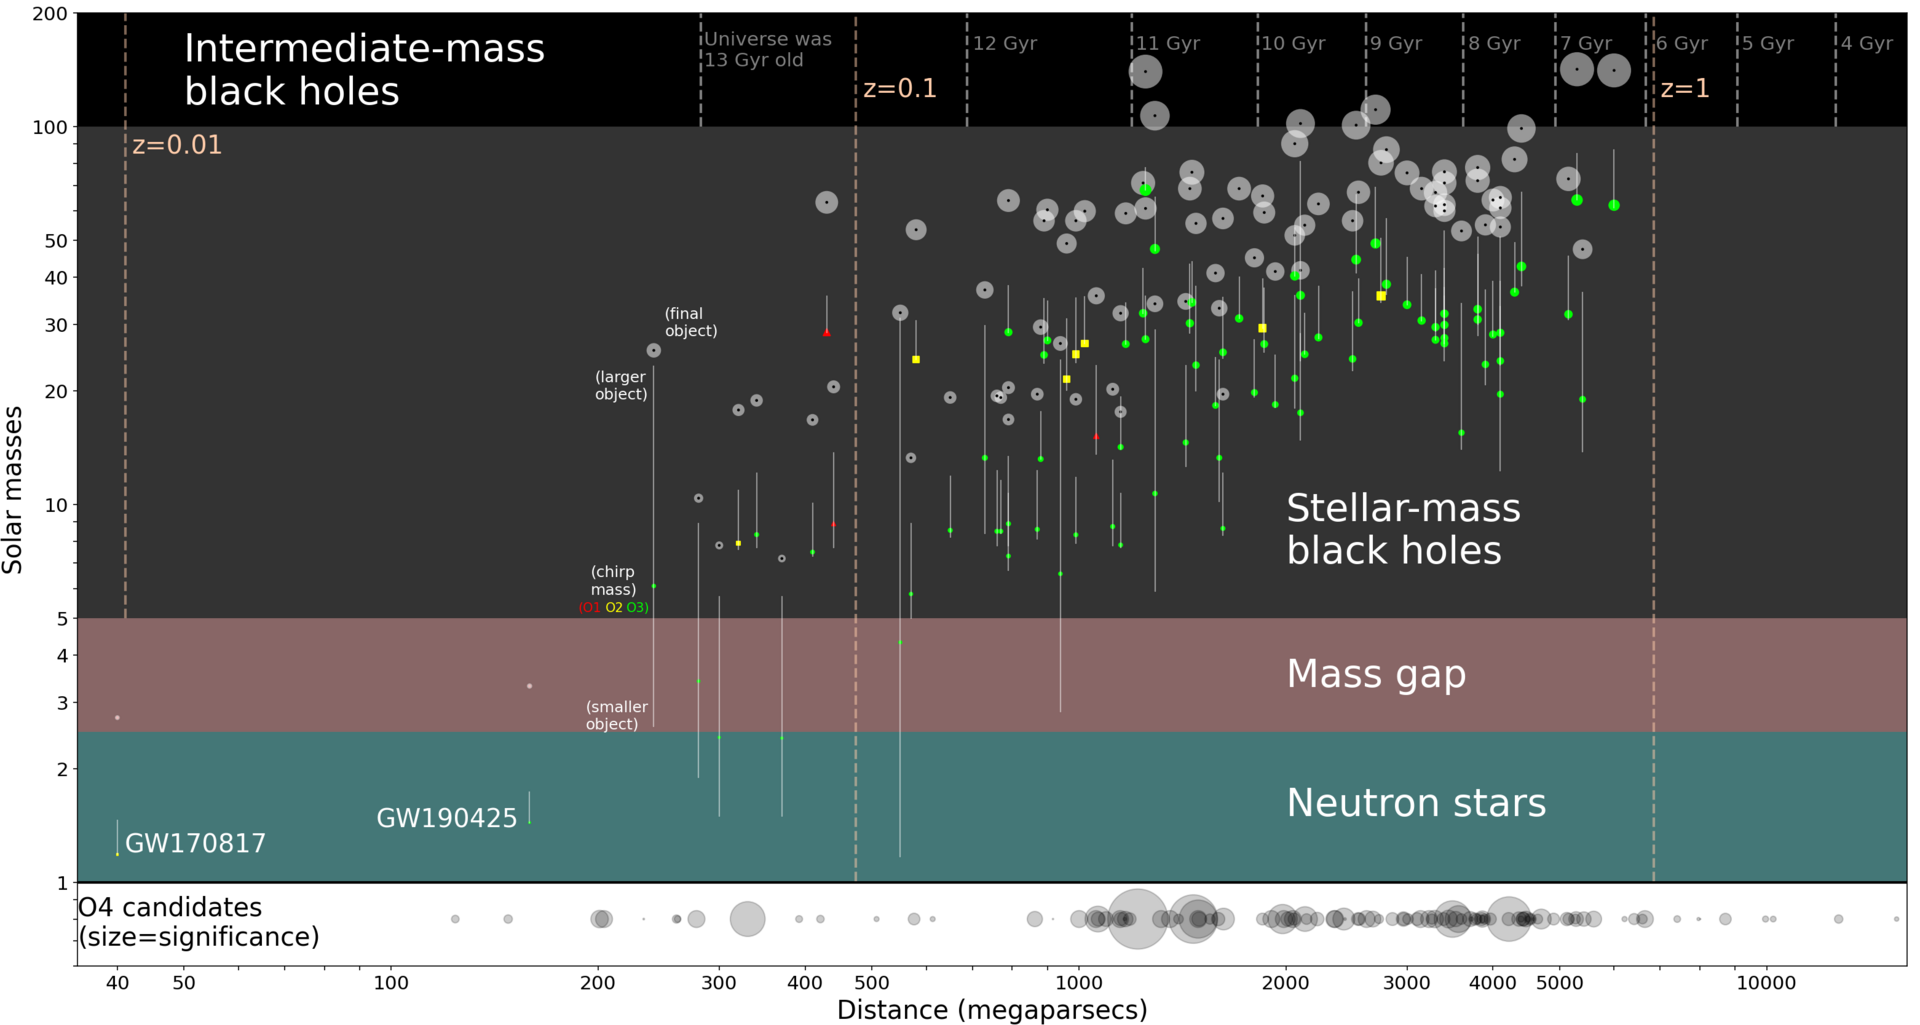 200
Intermediate-mass
black holes
Universe was
13 Gyr old
12 Gyr
11 Gyr
10 Gyr
9 Gyr
8 Gyr
7 Gyr
6 Gyr
5 Gyr
4 Gyr
z=0.1
z=1
100
z=0.01
50
40
30
20
10
5
4
3
2
1
Solar masses
(final
object)
(larger
object)
(chirp
mass)
(O1 O2 O3)
(smaller
object)
Stellar-mass
black holes
Mass gap
Neutron stars
GW190425
GW170817
O4 candidates
(size=significance)
40
50
100
200
300
400
500
1000
2000
3000
4000
5000
10000
Distance (megaparsecs)